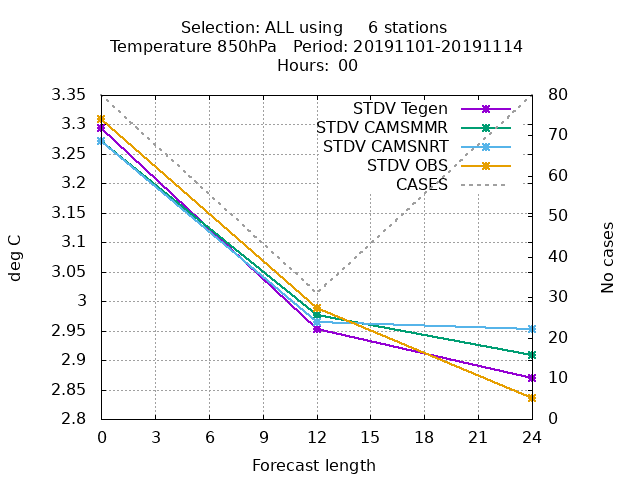 Selection: ALL using     6 stations
Temperature 850hPa   Period: 20191101-20191114
Hours:  00
3.35
3.3
3.25
3.2
3.15
3.1
3.05
3
2.95
2.9
2.85
2.8
deg C
STDV Tegen
STDV CAMSMMR
STDV CAMSNRT
STDV OBS
CASES
80
70
60
50
40
30
20
10
0
No cases
0 3 6 9 12 15 18 21 24
Forecast length